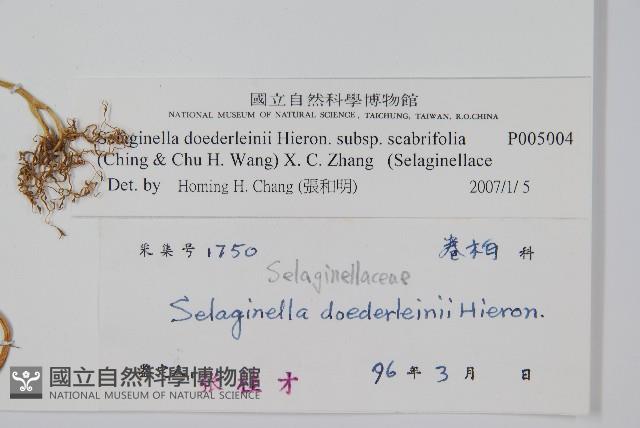 國立自然科學博物館
NATIONAL MUSEUM OF NATURAL SCIENCE, TAICHUNG, TAIWAN, R.O.CHINA
Selaginella doederleinii Hieron. subsp. scabrifolia P005004
(Ching & Chu H. Wang) X. C. Zhang (Selaginellace
Det. by Homing H. Chang (張和明) 2007/1/5
采集号 1750 卷柏 科
Selaginellaceae
Selaginella doederleinii Hieron.
96 年 3 月 日
才
國立自然科學博物館
NATIONAL MUSEUM OF NATURAL SCIENCE